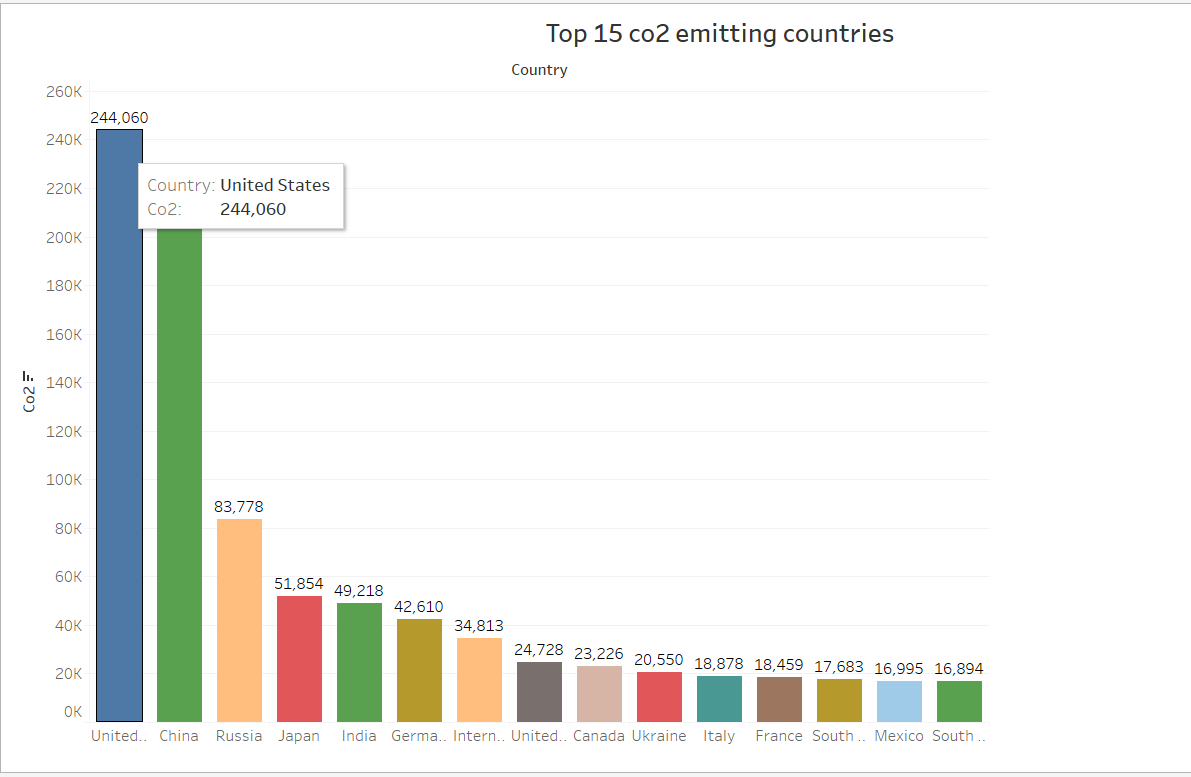 Top 15 co2 emitting countries
Country
260K
240K
220K
200K
180K
160K
140K
120K
100K
80K
60K
40K
20K
0K
Co2
244,060
Country: United States
Co2: 244,060
83,778
51,854
49,218
42,610
34,813
24,728
23,226
20,550
18,878
18,459
17,683
16,995
16,894
United.. China Russia Japan India Germa.. Intern.. United.. Canada Ukraine Italy France South .. Mexico South ..